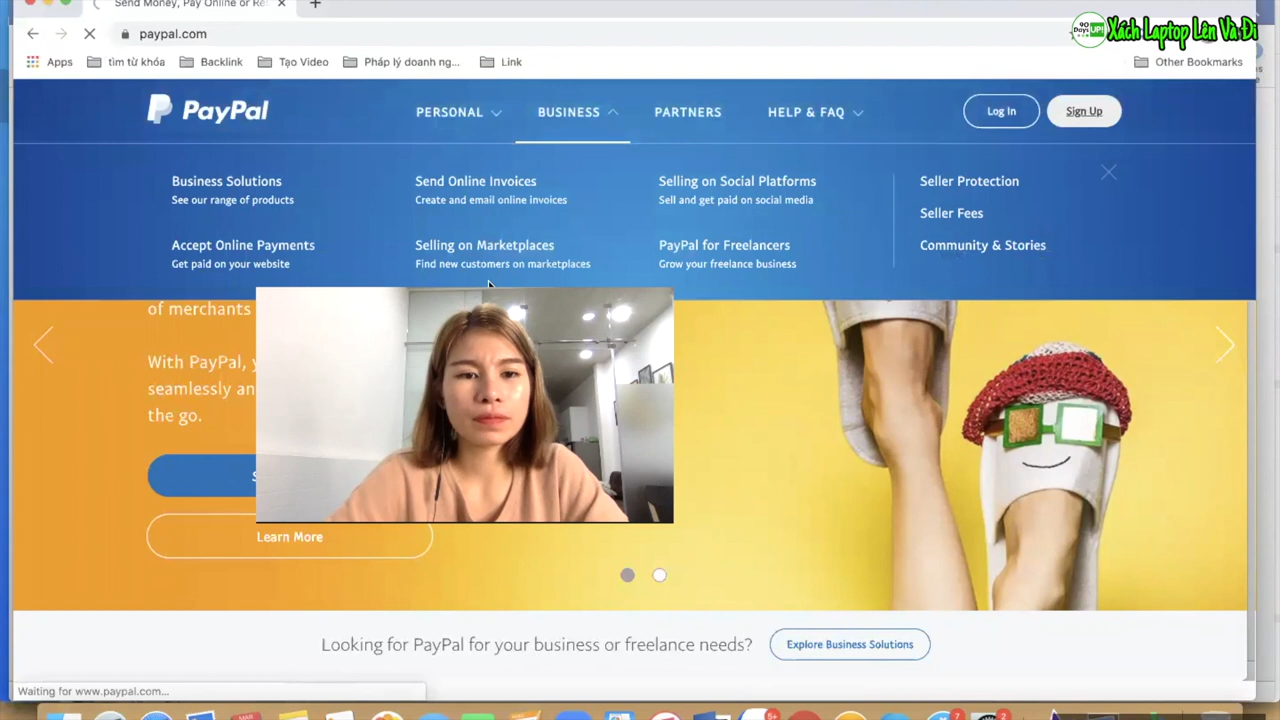 Send Money, Pay Online or Re
90 Days UP!
Xách Laptop Lên Và Đi
paypal.com
Apps
tìm từ khóa
Backlink
Tạo Video
Pháp lý doanh ng...
Link
Other Bookmarks
PayPal
PERSONAL
BUSINESS
PARTNERS
HELP & FAQ
Log In
Sign Up
Business Solutions
See our range of products
Send Online Invoices
Create and email online invoices
Selling on Social Platforms
Sell and get paid on social media
Seller Protection
Seller Fees
Accept Online Payments
Get paid on your website
Selling on Marketplaces
Find new customers on marketplaces
PayPal for Freelancers
Grow your freelance business
Community & Stories
of merchants
With PayPal, y
seamlessly an
the go.
S
Learn More
Looking for PayPal for your business or freelance needs?
Explore Business Solutions
Waiting for www.paypal.com...
5+
7
2